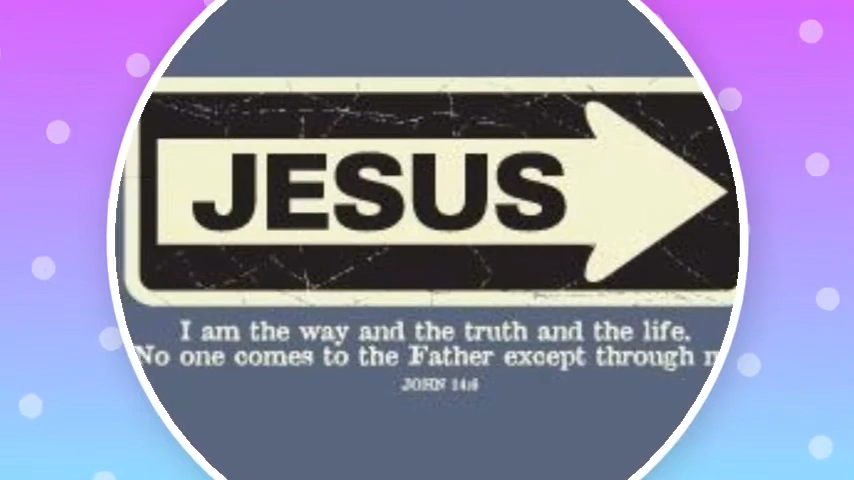 JESUS
I am the way and the truth and the life.
No one comes to the Father except through
JOHN 14:6